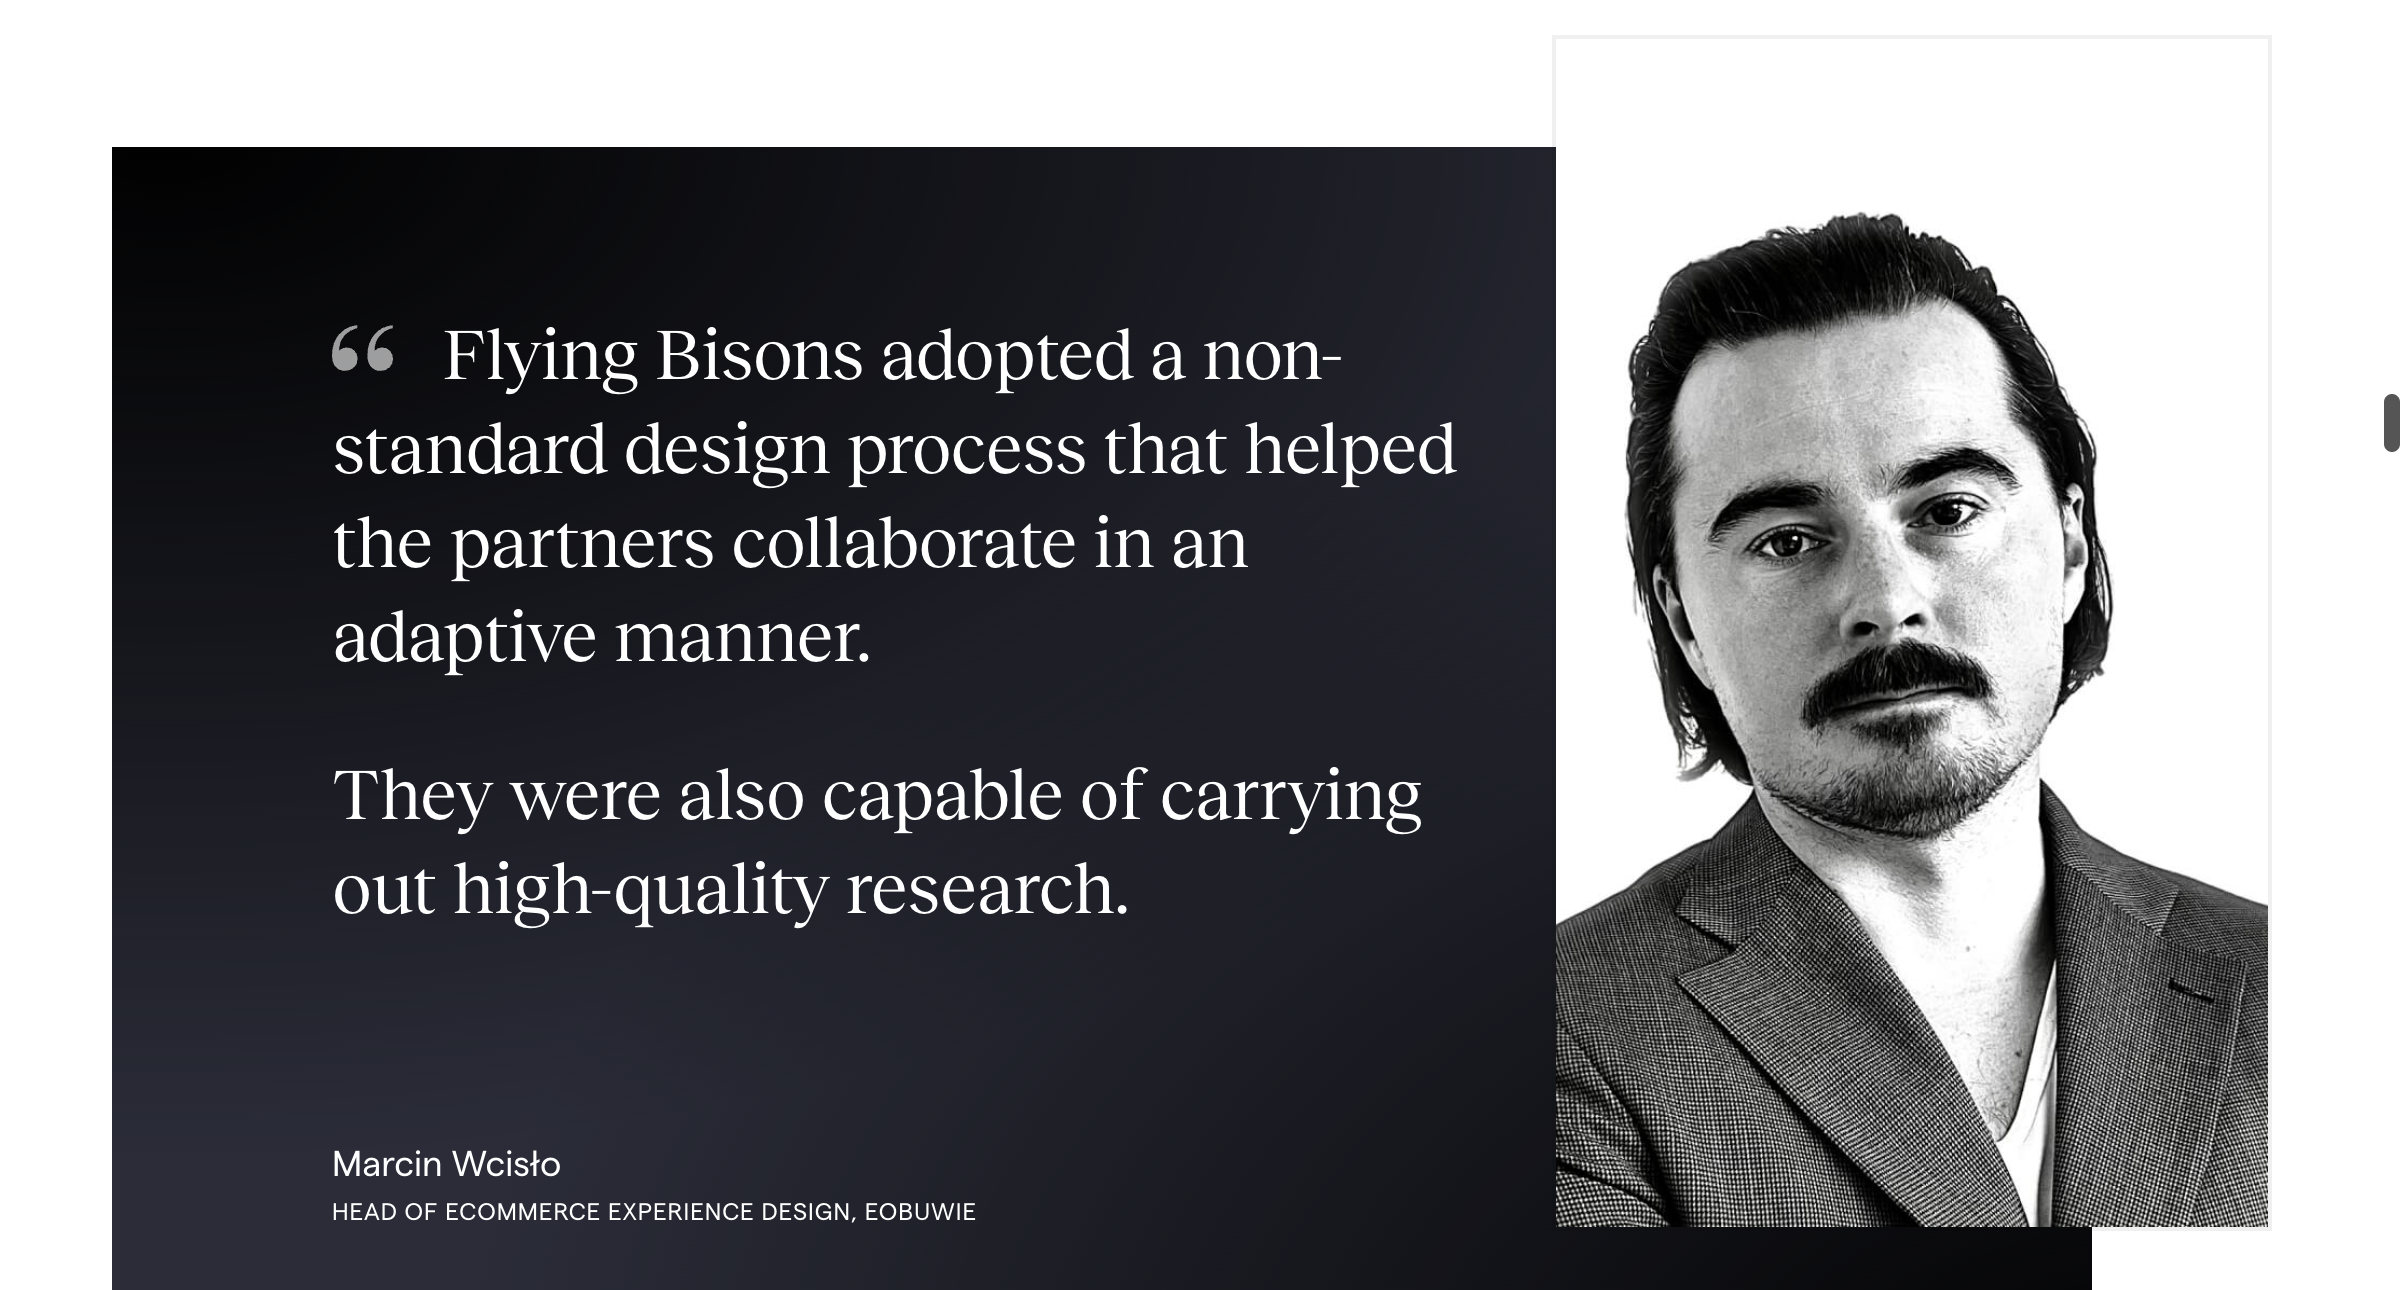 “ Flying Bisons adopted a non-
standard design process that helped
the partners collaborate in an
adaptive manner.
They were also capable of carrying
out high-quality research.
Marcin Wcisło
HEAD OF ECOMMERCE EXPERIENCE DESIGN, EOBUWIE